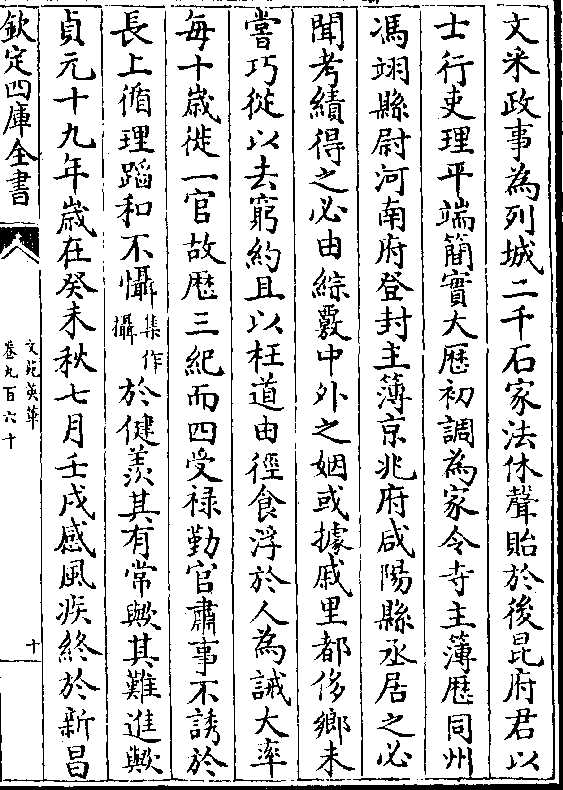 文采政事為列城二千石家法休聲貽於後昆府君以
士行吏理平端簡實大厯初調為家令寺主簿厯同州
馮翊縣尉河南府登封主簿京兆府咸陽縣丞居之必
聞考績得之必由綜覈中外之姻或據戚里都侈鄉未
嘗巧從以去窮約且以枉道由徑食浮於人為誡大率
每十歲徙一官故厯三紀而四受禄勤官肅事不誘於
長上循理蹈和不懾集作攝於健羨其有常歟其難進歟
貞元十九年歲在癸未秋七月壬戌感風疾終於新昌
欽定四庫全書
文苑英華
卷九百六十
十